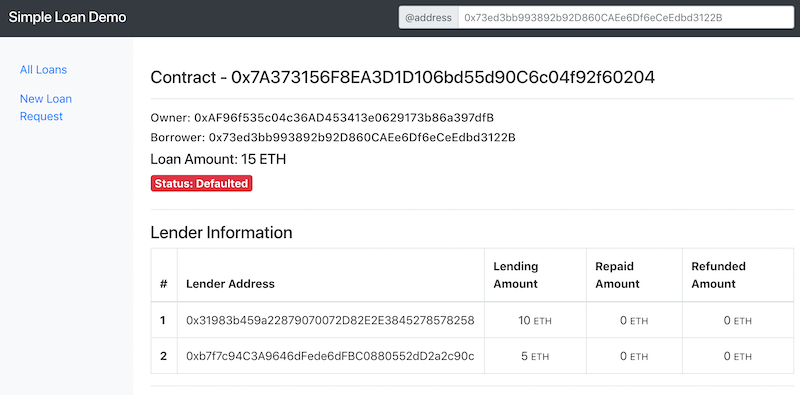 Simple Loan Demo
@address 0x73ed3bb993892b92D860CAEe6Df6eCeEdbd3122B
All Loans
New Loan
Request
Contract - 0x7A373156F8EA3D1D106bd55d90C6c04f92f60204
Owner: 0xAF96f535c04c36AD453413e0629173b86a397dfB
Borrower: 0x73ed3bb993892b92D860CAEe6Df6eCeEdbd3122B
Loan Amount: 15 ETH
Status: Defaulted
Lender Information
# Lender Address Lending Amount Repaid Amount Refunded Amount
1 0x31983b459a22879070072D82E2E3845278578258 10 ETH 0 ETH 0 ETH
2 0xb7f7c94C3A9646dFede6dFBC0880552dD2a2c90c 5 ETH 0 ETH 0 ETH